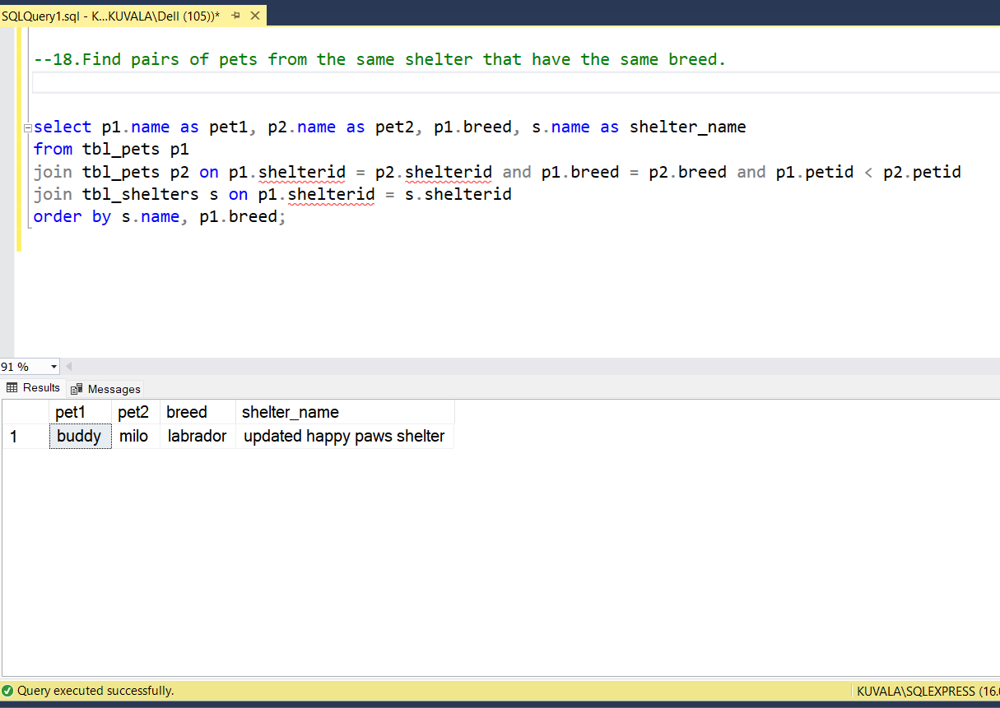 SQLQuery1.sql - K...KUVALA\Dell (105))*
--18.Find pairs of pets from the same shelter that have the same breed.
select p1.name as pet1, p2.name as pet2, p1.breed, s.name as shelter_name
from tbl_pets p1
join tbl_pets p2 on p1.shelterid = p2.shelterid and p1.breed = p2.breed and p1.petid < p2.petid
join tbl_shelters s on p1.shelterid = s.shelterid
order by s.name, p1.breed;
91 %
Results Messages
pet1 pet2 breed shelter_name
1 buddy milo labrador updated happy paws shelter
Query executed successfully. KUVALA\SQLEXPRESS (16.